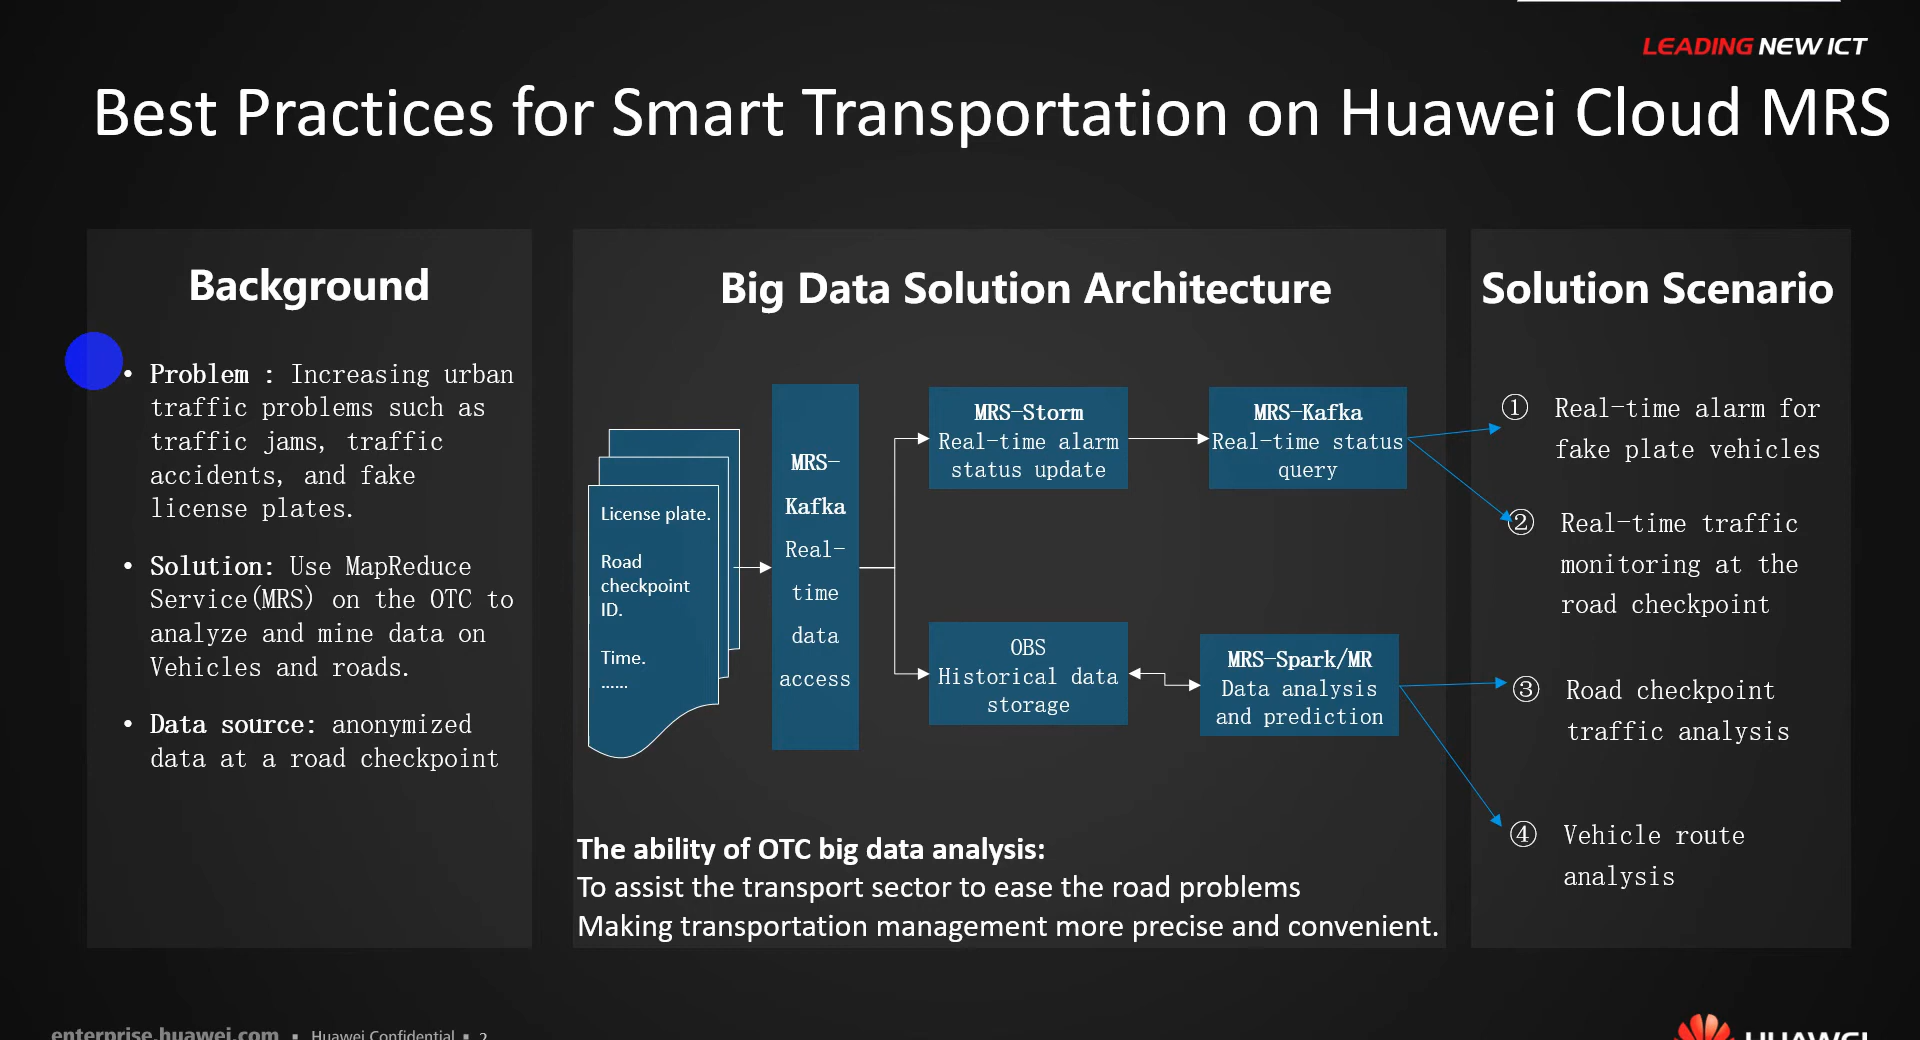 LEADING NEW ICT
Best Practices for Smart Transportation on Huawei Cloud MRS
Background
• Problem : Increasing urban
traffic problems such as
traffic jams, traffic
accidents, and fake
license plates.
• Solution: Use MapReduce
Service(MRS) on the OTC to
analyze and mine data on
Vehicles and roads.
• Data source: anonymized
data at a road checkpoint
Big Data Solution Architecture
License plate.
Road
checkpoint
ID.
Time.
......
MRS-
Kafka
Real-
time
data
access
MRS-Storm
Real-time alarm
status update
MRS-Kafka
Real-time status
query
OBS
Historical data
storage
MRS-Spark/MR
Data analysis
and prediction
The ability of OTC big data analysis:
To assist the transport sector to ease the road problems
Making transportation management more precise and convenient.
Solution Scenario
① Real-time alarm for
fake plate vehicles
② Real-time traffic
monitoring at the
road checkpoint
③ Road checkpoint
traffic analysis
④ Vehicle route
analysis
enterprise.huawei.com ▪ Huawei Confidential ▪ 2
HUAWEI